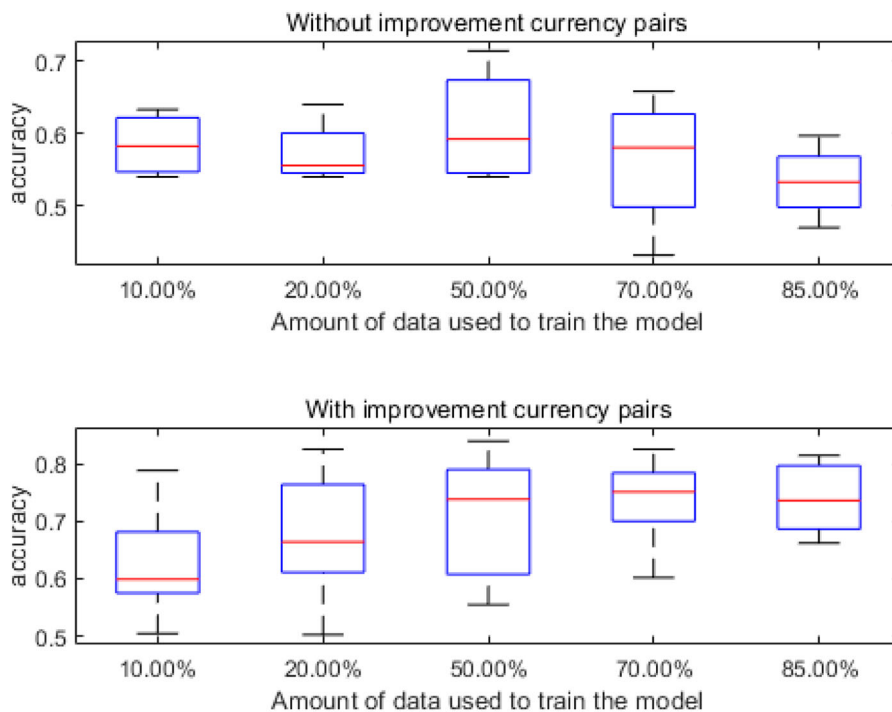 Without improvement currency pairs
0.7
0.6
0.5
accuracy
10.00% 20.00% 50.00% 70.00% 85.00%
Amount of data used to train the model
With improvement currency pairs
0.8
0.7
0.6
0.5
accuracy
10.00% 20.00% 50.00% 70.00% 85.00%
Amount of data used to train the model